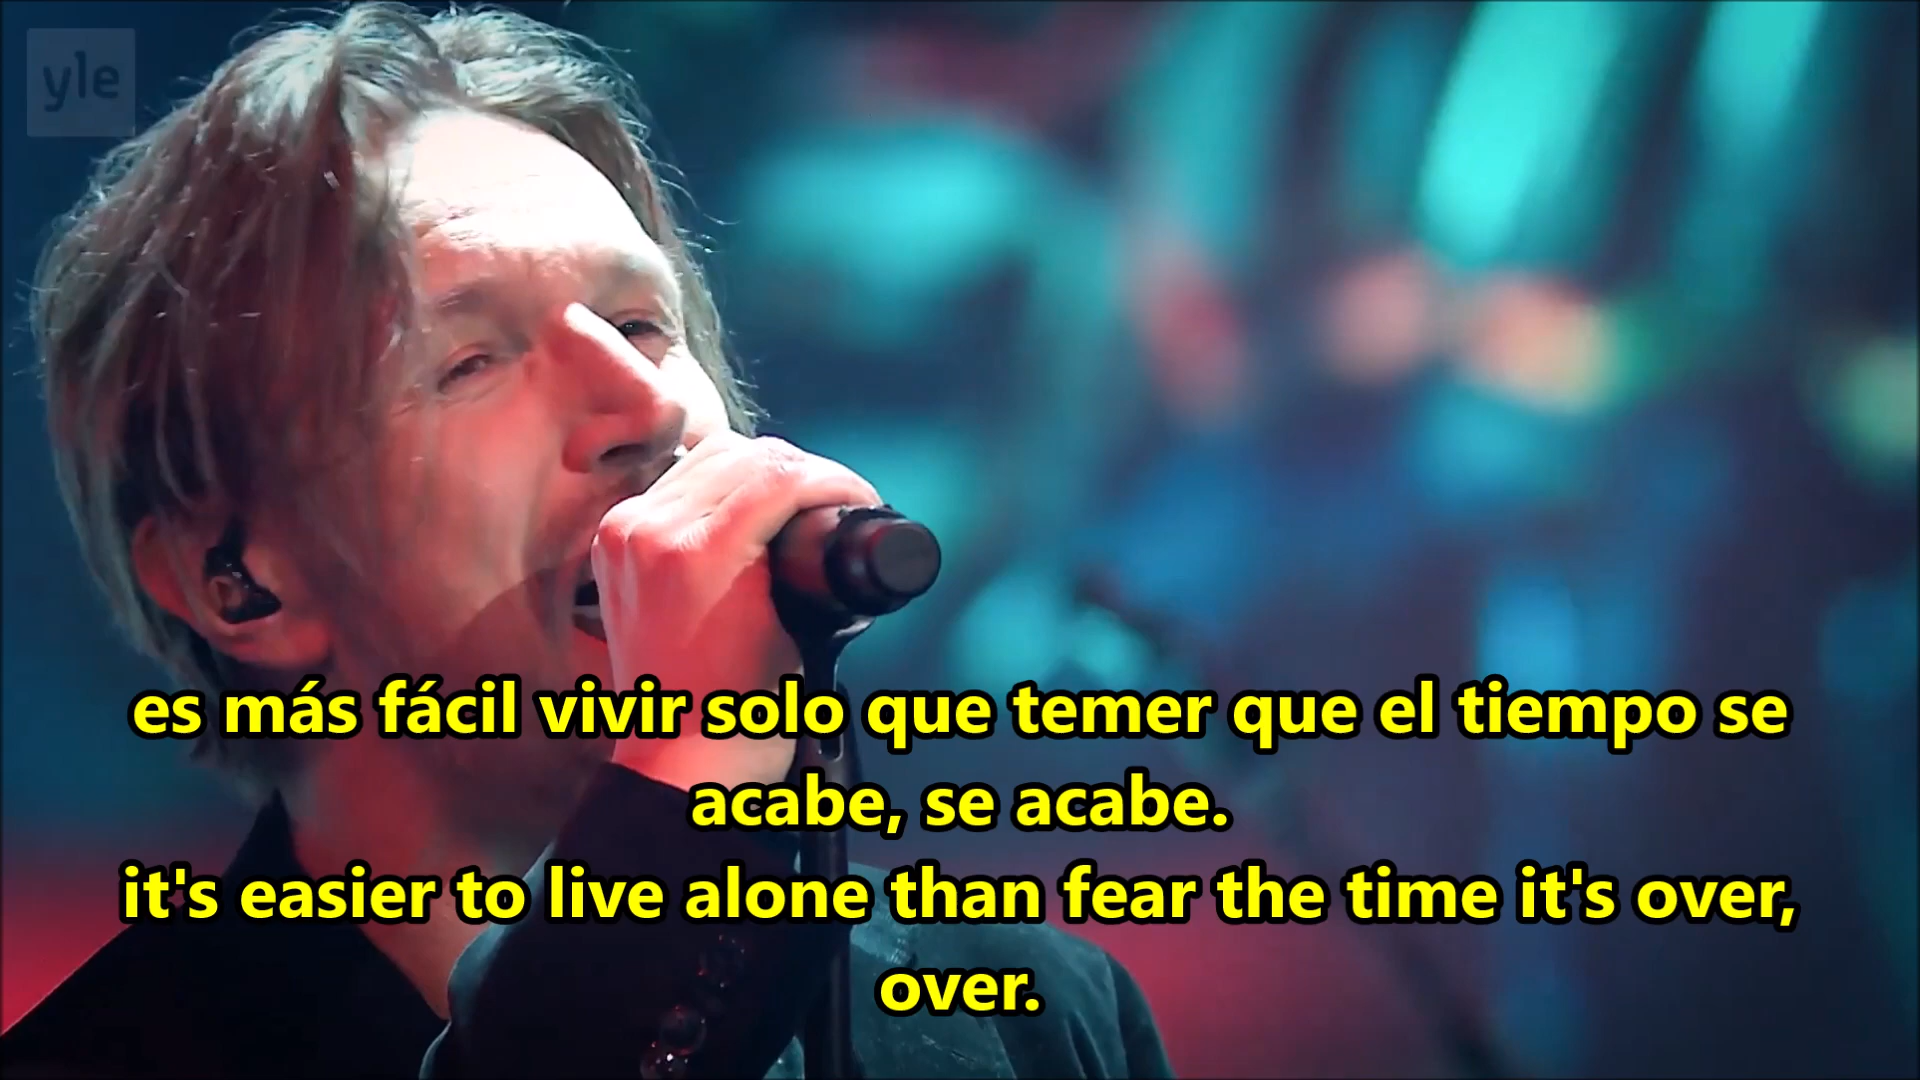 yle
es más fácil vivir solo que temer que el tiempo se
acabe, se acabe.
it's easier to live alone than fear the time it's over,
over.